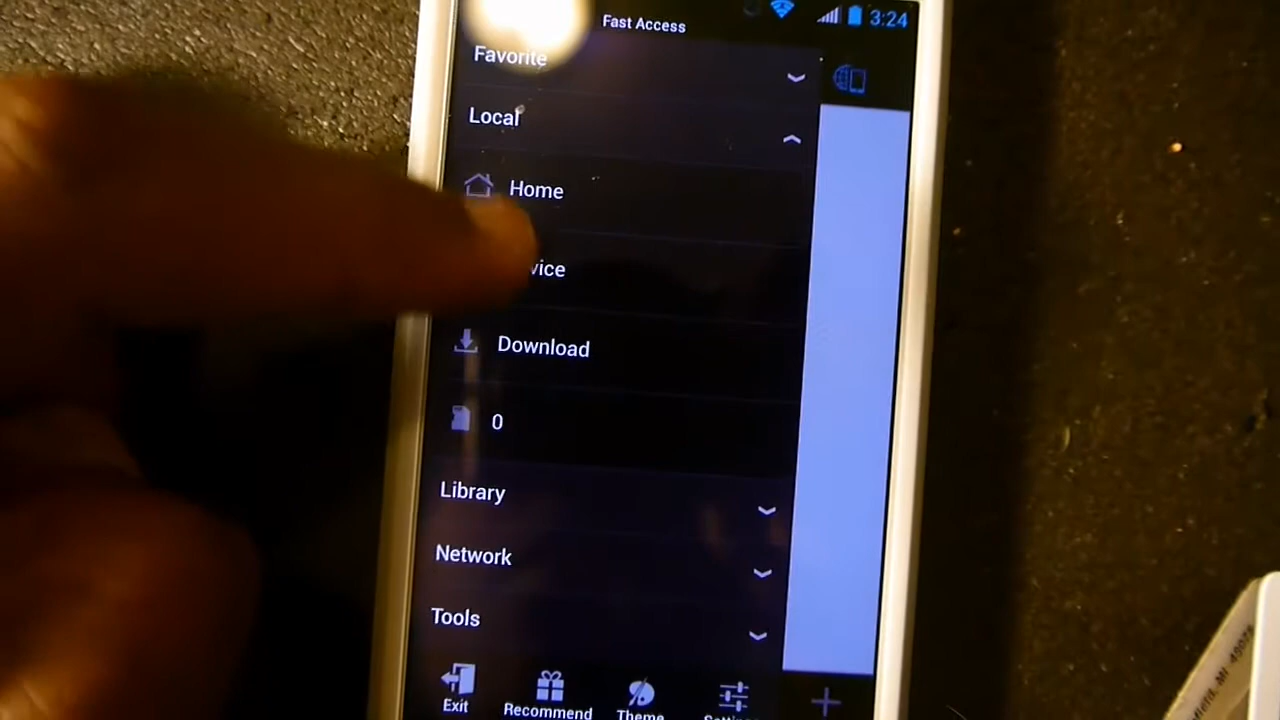 Fast Access
3:24
Favorite
Local
Home
vice
Download
0
Library
Network
Tools
Exit
Recommend
Theme